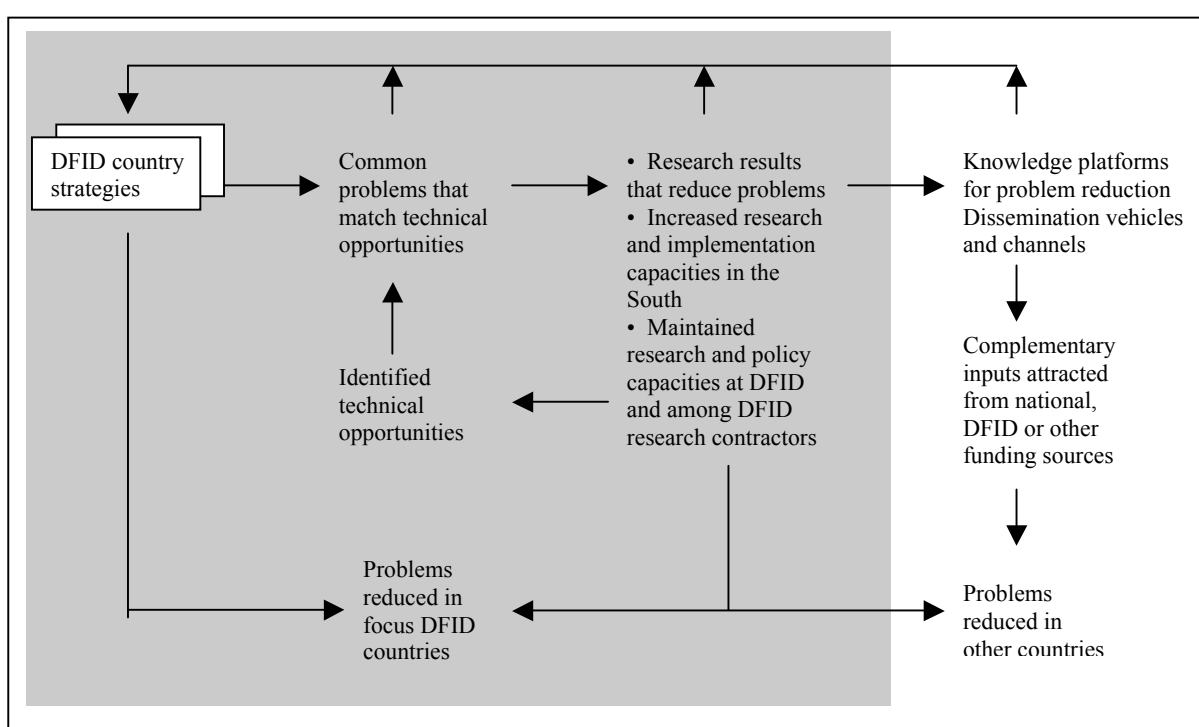 DFID country
strategies
Common
problems that
match technical
opportunities
• Research results
that reduce problems
• Increased research
and implementation
capacities in the
South
• Maintained
research and policy
capacities at DFID
and among DFID
research contractors
Knowledge platforms
for problem reduction
Dissemination vehicles
and channels
Identified
technical
opportunities
Complementary
inputs attracted
from national,
DFID or other
funding sources
Problems
reduced in
focus DFID
countries
Problems
reduced in
other countries